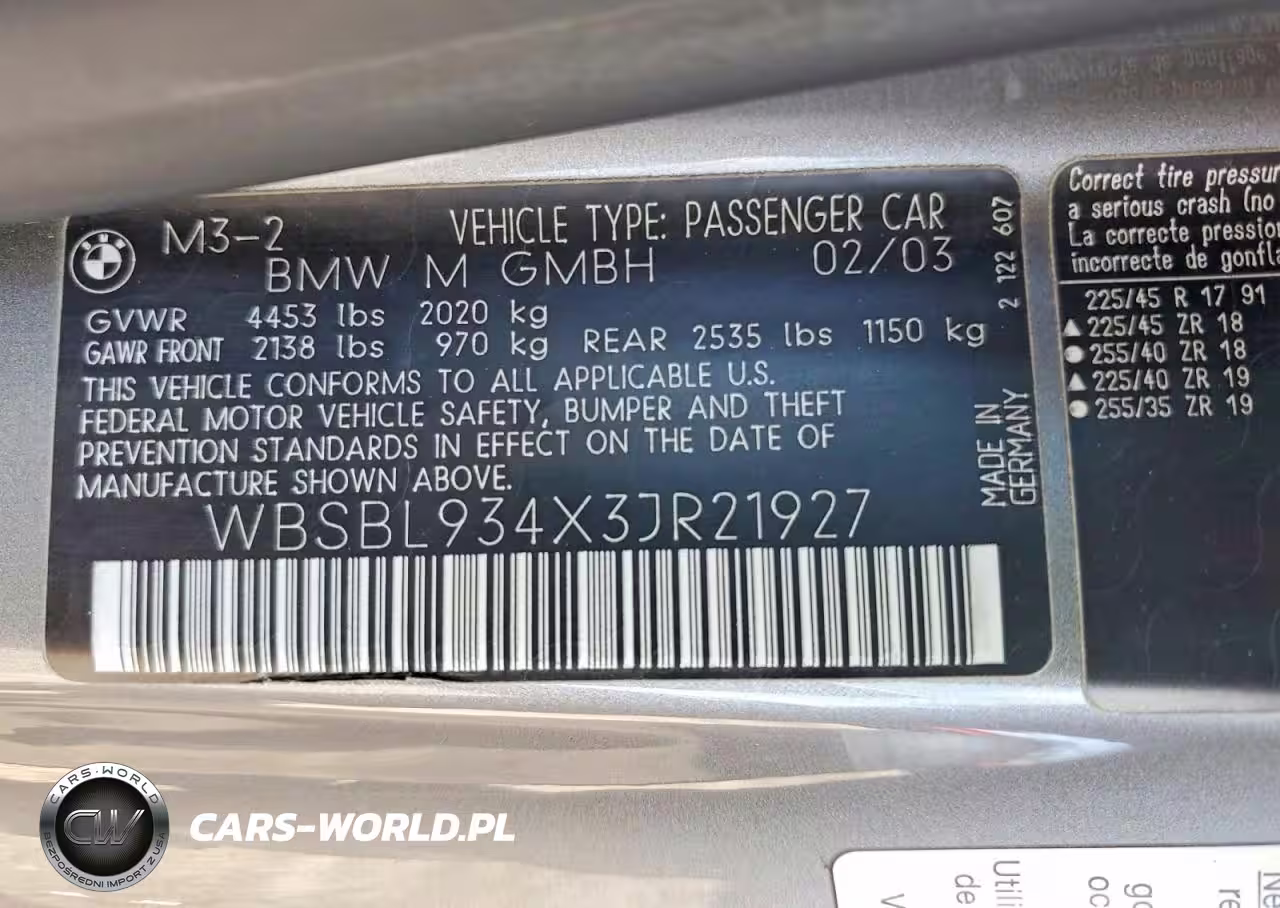 M3-2
VEHICLE TYPE: PASSENGER CAR
BMW M GMBH 02/03
GVWR 4453 lbs 2020 kg
GAWR FRONT 2138 lbs 970 kg REAR 2535 lbs 1150 kg
THIS VEHICLE CONFORMS TO ALL APPLICABLE U.S.
FEDERAL MOTOR VEHICLE SAFETY, BUMPER AND THEFT
PREVENTION STANDARDS IN EFFECT ON THE DATE OF
MANUFACTURE SHOWN ABOVE.
WBSBL934X3JR21927
2 122 607
MADE IN
GERMANY
Correct tire pressur
a serious crash (no
La correcte pression
incorrecte de gonfla
225/45 R 17 91
225/45 ZR 18
255/40 ZR 18
225/40 ZR 19
255/35 ZR 19
CARS-WORLD
CW
BEZPOŚREDNI IMPORT Z USA
CARS-WORLD.PL
Utili
de